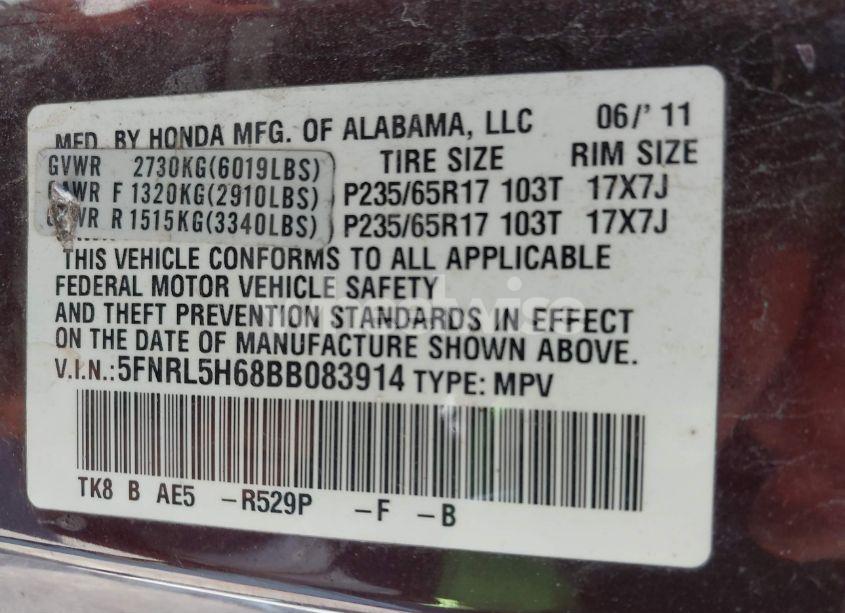 MFD. BY HONDA MFG. OF ALABAMA, LLC 06/'11
GVWR 2730KG(6019LBS) TIRE SIZE RIM SIZE
GAWR F 1320KG(2910LBS) P235/65R17 103T 17X7J
R 1515KG(3340LBS) P235/65R17 103T 17X7J
THIS VEHICLE CONFORMS TO ALL APPLICABLE
FEDERAL MOTOR VEHICLE SAFETY
AND THEFT PREVENTION STANDARDS IN EFFECT
ON THE DATE OF MANUFACTURE SHOWN ABOVE.
V.I.N.:5FNRL5H68BB083914 TYPE: MPV
TK8 B AE5 -R529P -F -B